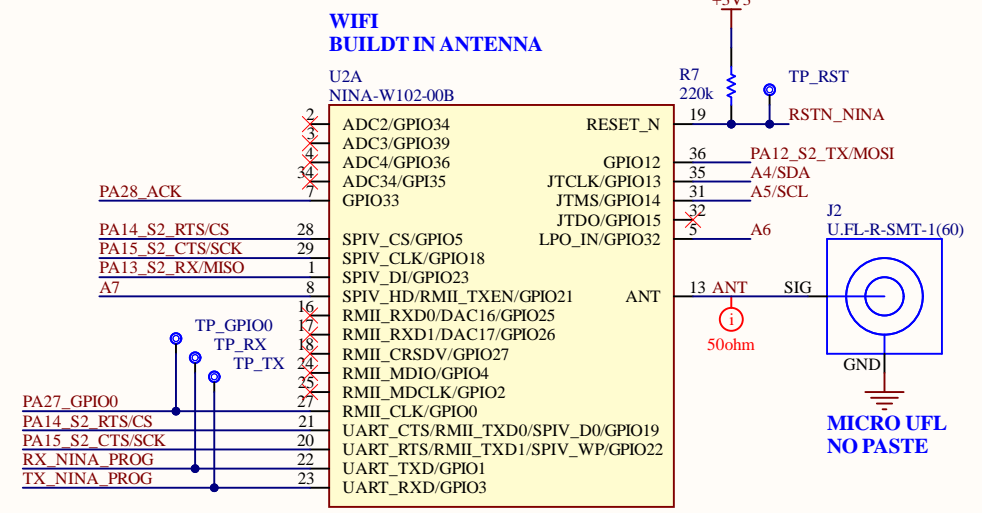 +3V3
WIFI
BUILDT IN ANTENNA
U2A
NINA-W102-00B
R7
220k
TP_RST
2 ADC2/GPIO34
3 ADC3/GPIO39
4 ADC4/GPIO36
34 ADC34/GPI35
PA28_ACK 7 GPIO33
PA14_S2_RTS/CS 28 SPIV_CS/GPIO5
PA15_S2_CTS/SCK 29 SPIV_CLK/GPIO18
PA13_S2_RX/MISO 1 SPIV_DI/GPIO23
A7 8 SPIV_HD/RMII_TXEN/GPIO21
16 RMII_RXD0/DAC16/GPIO25
17 RMII_RXD1/DAC17/GPIO26
18 RMII_CRSDV/GPIO27
24 RMII_MDIO/GPIO4
25 RMII_MDCLK/GPIO2
TP_GPIO0
TP_RX
TP_TX
PA27_GPIO0 27 RMII_CLK/GPIO0
PA14_S2_RTS/CS 21 UART_CTS/RMII_TXD0/SPIV_D0/GPIO19
PA15_S2_CTS/SCK 20 UART_RTS/RMII_TXD1/SPIV_WP/GPIO22
RX_NINA_PROG 22 UART_TXD/GPIO1
TX_NINA_PROG 23 UART_RXD/GPIO3
RESET_N 19 RSTN_NINA
GPIO12 36 PA12_S2_TX/MOSI
JTCLK/GPIO13 35 A4/SDA
JTMS/GPIO14 31 A5/SCL
JTDO/GPIO15 32
LPO_IN/GPIO32 5 A6
ANT 13 ANT SIG
i
50ohm
J2
U.FL-R-SMT-1(60)
GND
MICRO UFL
NO PASTE